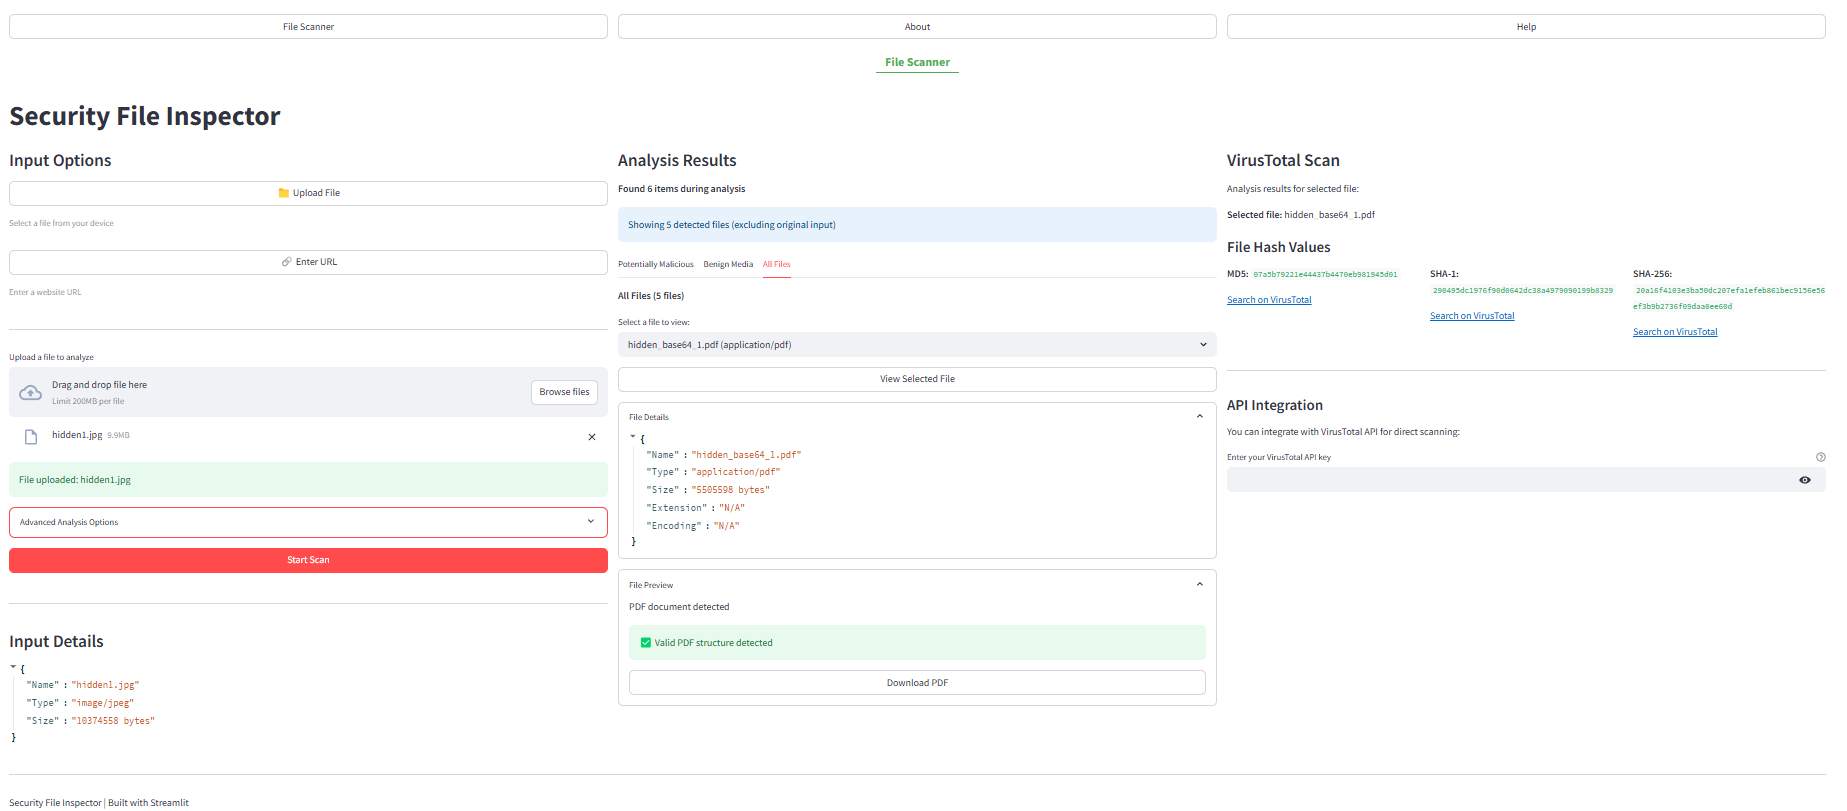 File Scanner
About
Help
File Scanner
Security File Inspector
Input Options
📁 Upload File
Select a file from your device
🔗 Enter URL
Enter a website URL
Upload a file to analyze
Drag and drop file here
Limit 200MB per file
Browse files
hidden1.jpg 9.9MB
File uploaded: hidden1.jpg
Advanced Analysis Options
Start Scan
Input Details
{
"Name" : "hidden1.jpg"
"Type" : "image/jpeg"
"Size" : "10374558 bytes"
}
Analysis Results
Found 6 items during analysis
Showing 5 detected files (excluding original input)
Potentially Malicious Benign Media All Files
All Files (5 files)
Select a file to view:
hidden_base64_1.pdf (application/pdf)
View Selected File
File Details
{
"Name" : "hidden_base64_1.pdf"
"Type" : "application/pdf"
"Size" : "5505598 bytes"
"Extension" : "N/A"
"Encoding" : "N/A"
}
File Preview
PDF document detected
✅ Valid PDF structure detected
Download PDF
VirusTotal Scan
Analysis results for selected file:
Selected file: hidden_base64_1.pdf
File Hash Values
MD5: 07a5b79221e44437b4470eb981945d01
Search on VirusTotal
SHA-1:
290495dc1976f90d0642dc38a4979090199b8329
Search on VirusTotal
SHA-256:
20a16f4103e3ba50dc207efa1efeb861bec9156e56
ef3b9b2736f09daa0ee60d
Search on VirusTotal
API Integration
You can integrate with VirusTotal API for direct scanning:
Enter your VirusTotal API key
Security File Inspector | Built with Streamlit